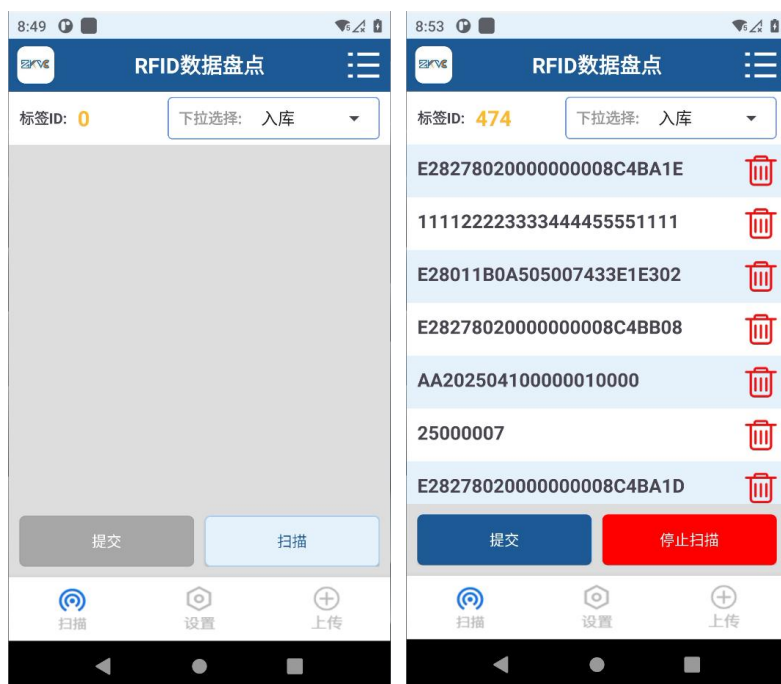 8:49
RFID数据盘点
标签ID: 0
下拉选择: 入库
提交
扫描
扫描
设置
上传
8:53
RFID数据盘点
标签ID: 474
下拉选择: 入库
E28278020000000008C4BA1E
111122223333444455551111
E28011B0A505007433E1E302
E28278020000000008C4BB08
AA202504100000010000
25000007
E28278020000000008C4BA1D
提交
停止扫描
扫描
设置
上传